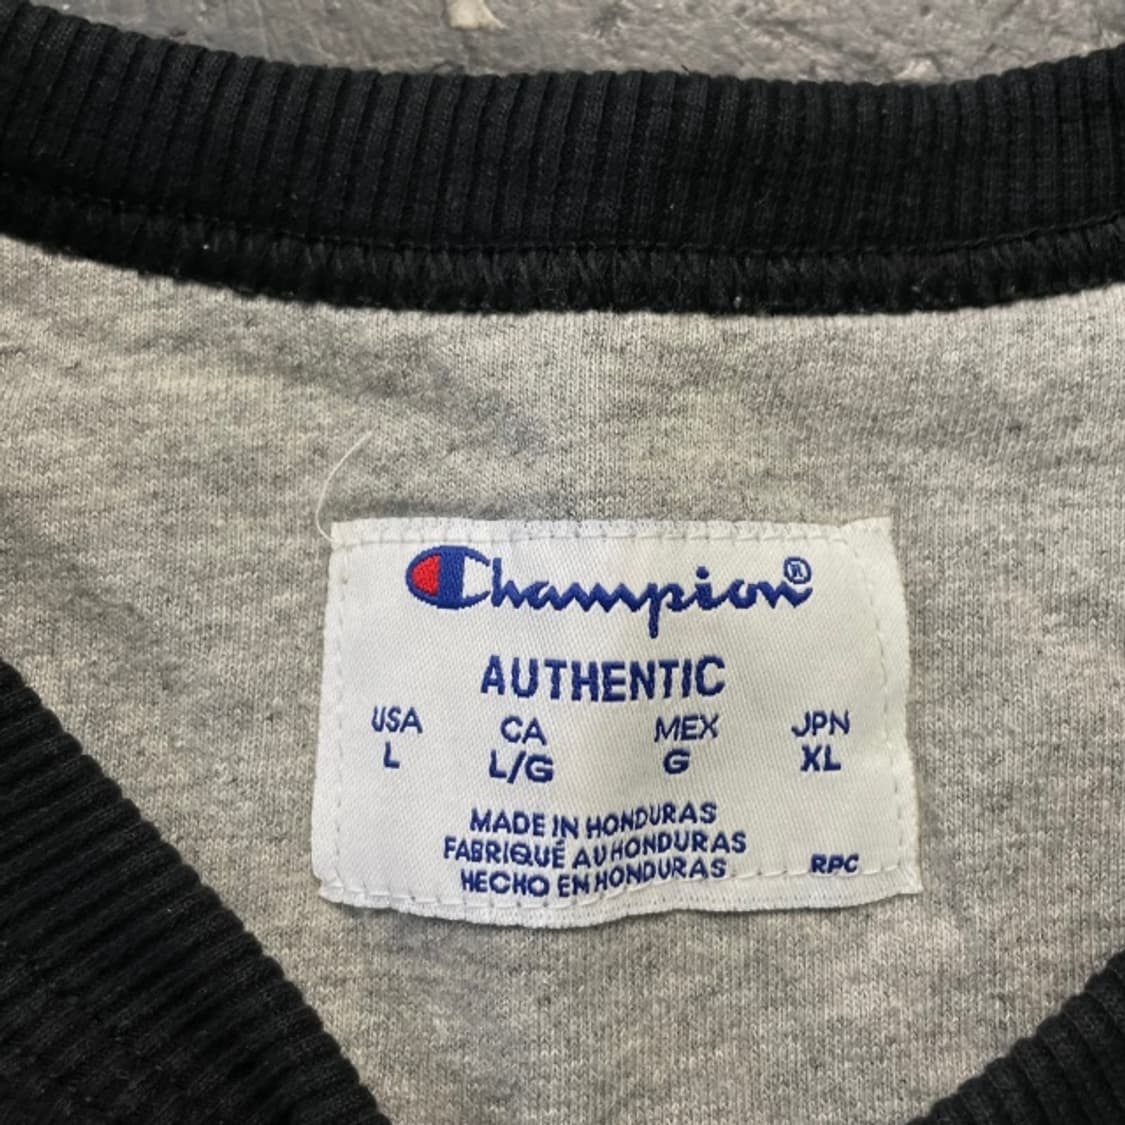 Champion®
AUTHENTIC
USA CA MEX JPN
L L/G G XL
MADE IN HONDURAS
FABRIQUÉ AU HONDURAS
HECHO EN HONDURAS RPC